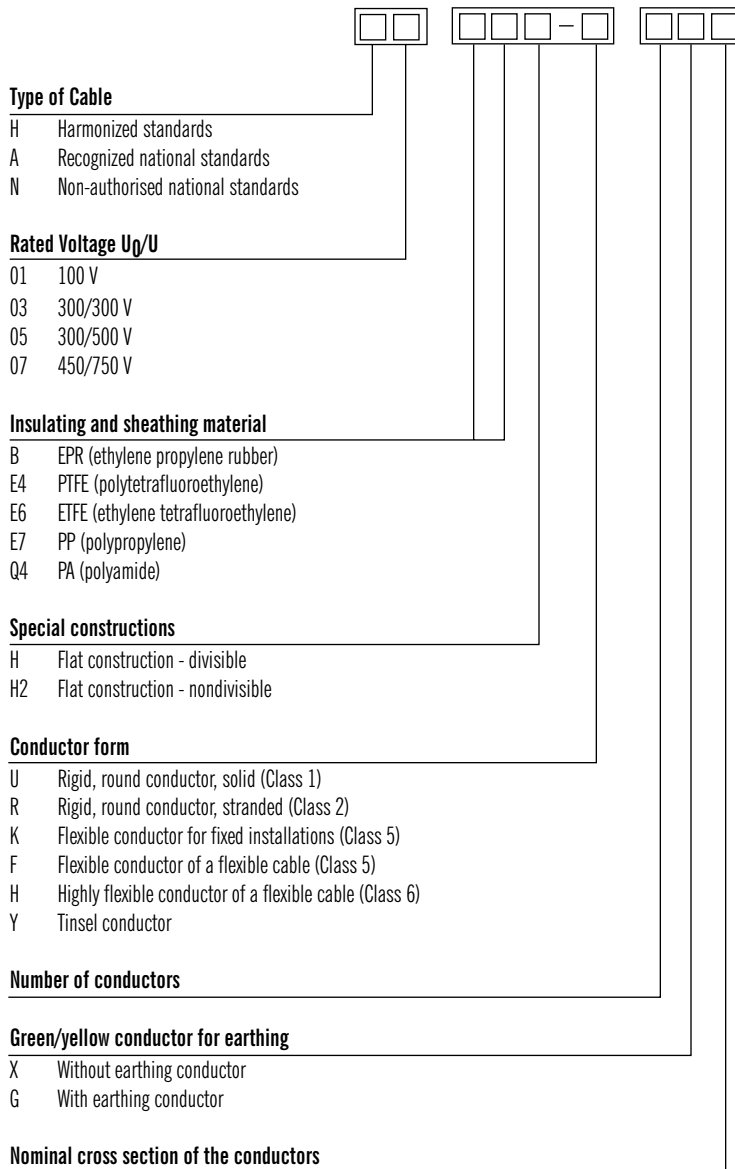 Type of Cable
H Harmonized standards
A Recognized national standards
N Non-authorised national standards
Rated Voltage U0/U
01 100 V
03 300/300 V
05 300/500 V
07 450/750 V
Insulating and sheathing material
B EPR (ethylene propylene rubber)
E4 PTFE (polytetrafluoroethylene)
E6 ETFE (ethylene tetrafluoroethylene)
E7 PP (polypropylene)
Q4 PA (polyamide)
Special constructions
H Flat construction - divisible
H2 Flat construction - nondivisible
Conductor form
U Rigid, round conductor, solid (Class 1)
R Rigid, round conductor, stranded (Class 2)
K Flexible conductor for fixed installations (Class 5)
F Flexible conductor of a flexible cable (Class 5)
H Highly flexible conductor of a flexible cable (Class 6)
Y Tinsel conductor
Number of conductors
Green/yellow conductor for earthing
X Without earthing conductor
G With earthing conductor
Nominal cross section of the conductors